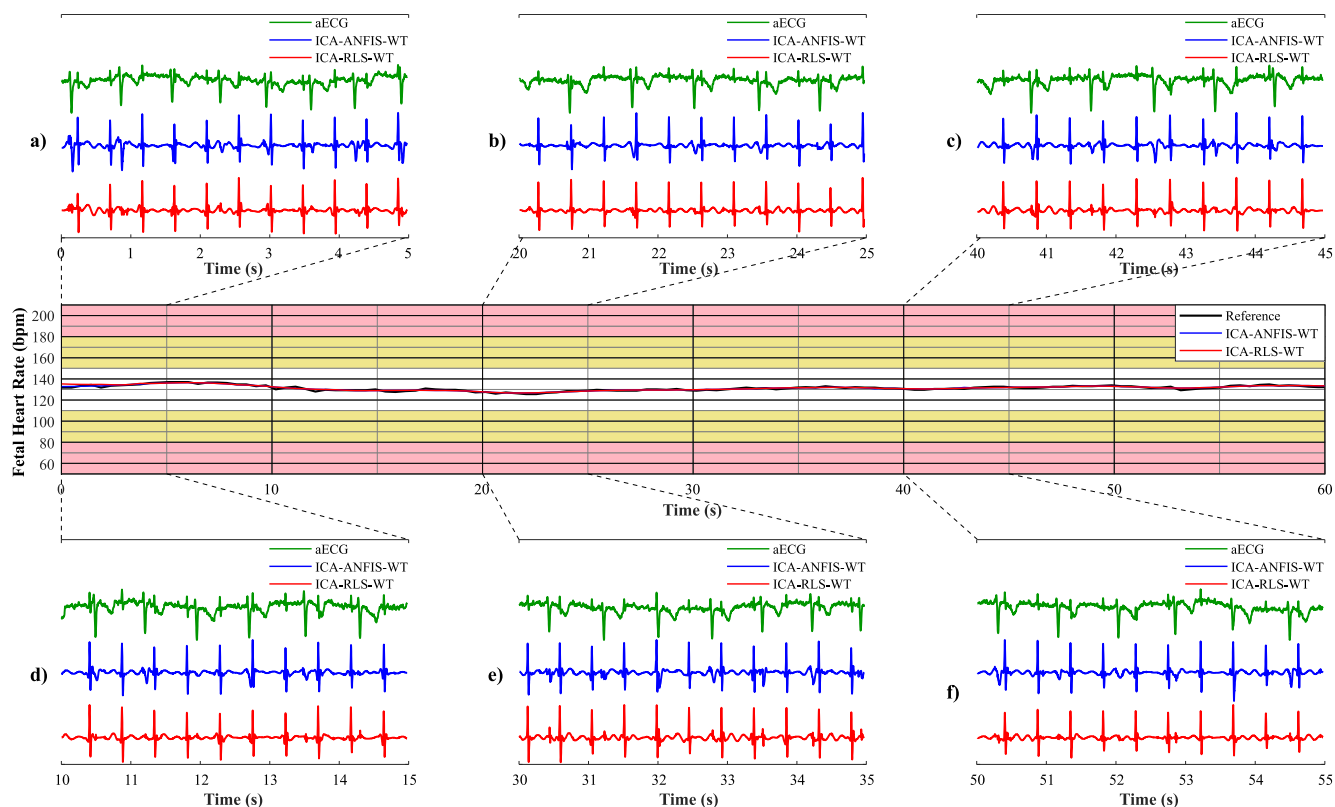 aECG
ICA-ANFIS-WT
ICA-RLS-WT
a)
0 1 2 3 4 5
Time (s)
aECG
ICA-ANFIS-WT
ICA-RLS-WT
b)
20 21 22 23 24 25
Time (s)
aECG
ICA-ANFIS-WT
ICA-RLS-WT
c)
40 41 42 43 44 45
Time (s)
Fetal Heart Rate (bpm)
200
180
160
140
120
100
80
60
Reference
ICA-ANFIS-WT
ICA-RLS-WT
0 10 20 30 40 50 60
Time (s)
aECG
ICA-ANFIS-WT
ICA-RLS-WT
d)
10 11 12 13 14 15
Time (s)
aECG
ICA-ANFIS-WT
ICA-RLS-WT
e)
30 31 32 33 34 35
Time (s)
aECG
ICA-ANFIS-WT
ICA-RLS-WT
f)
50 51 52 53 54 55
Time (s)